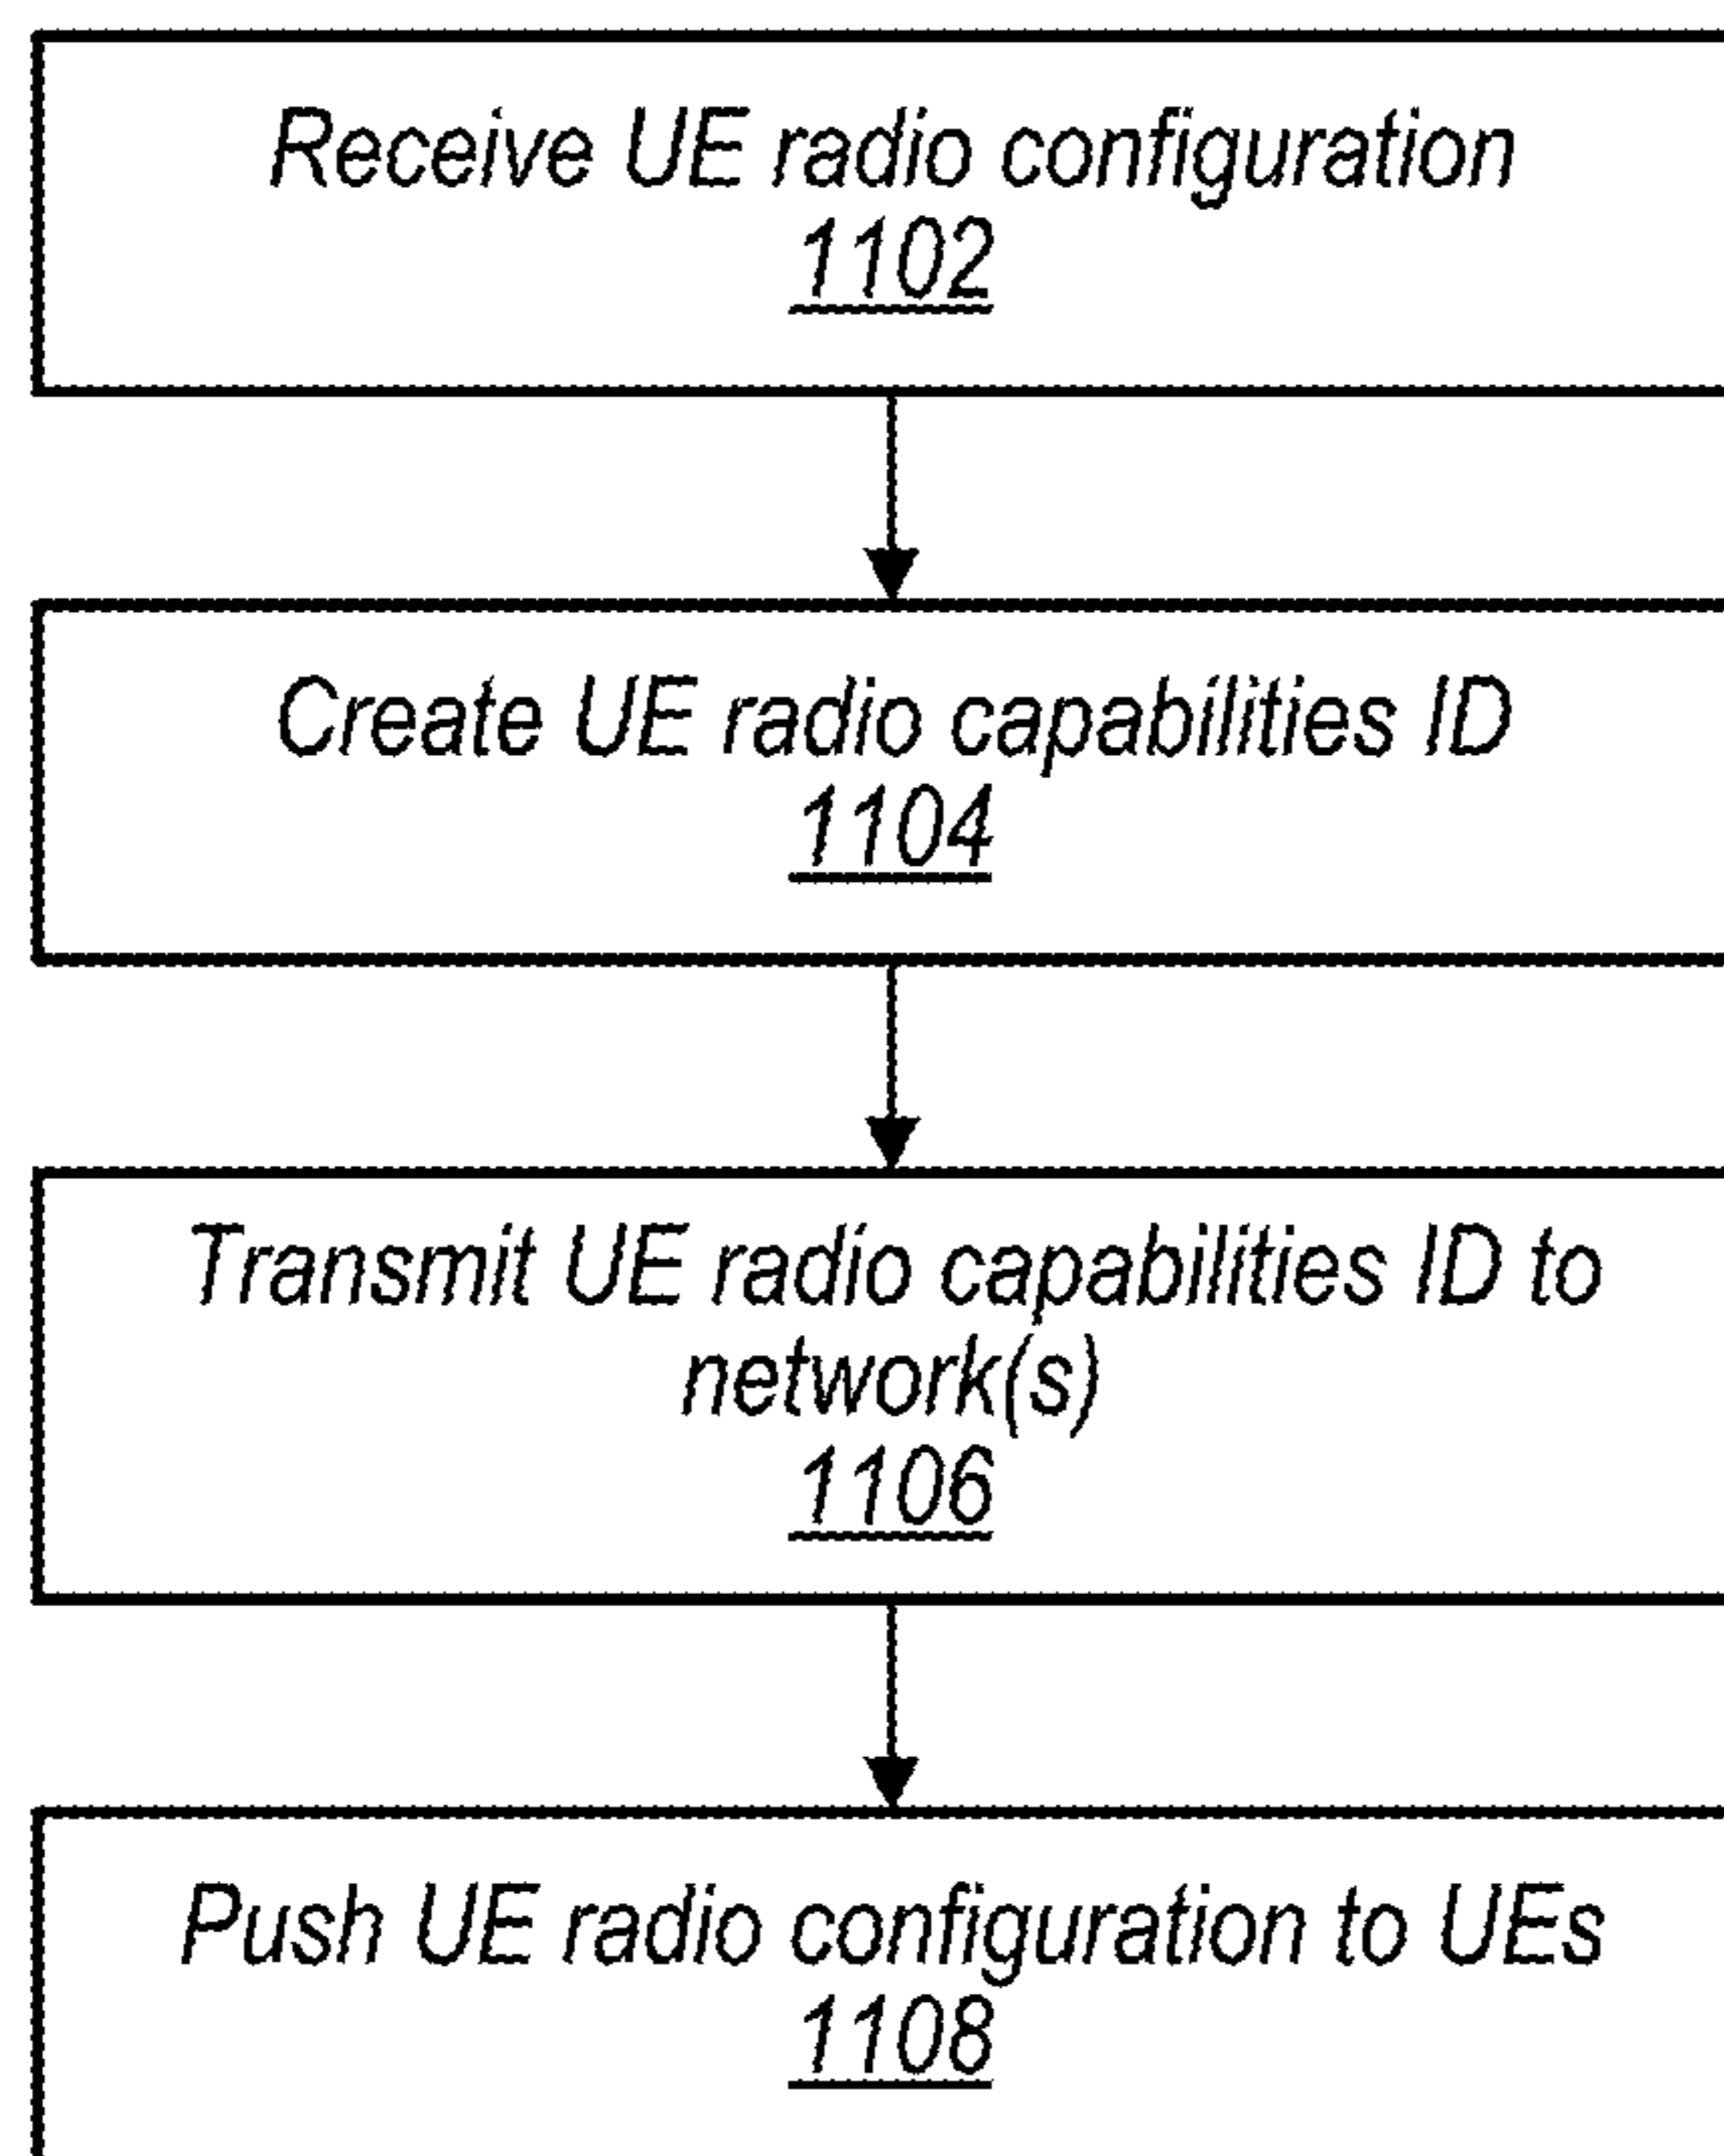 Receive UE radio configuration
1102
Create UE radio capabilities ID
1104
Transmit UE radio capabilities ID to
network(s)
1106
Push UE radio configuration to UEs
1108